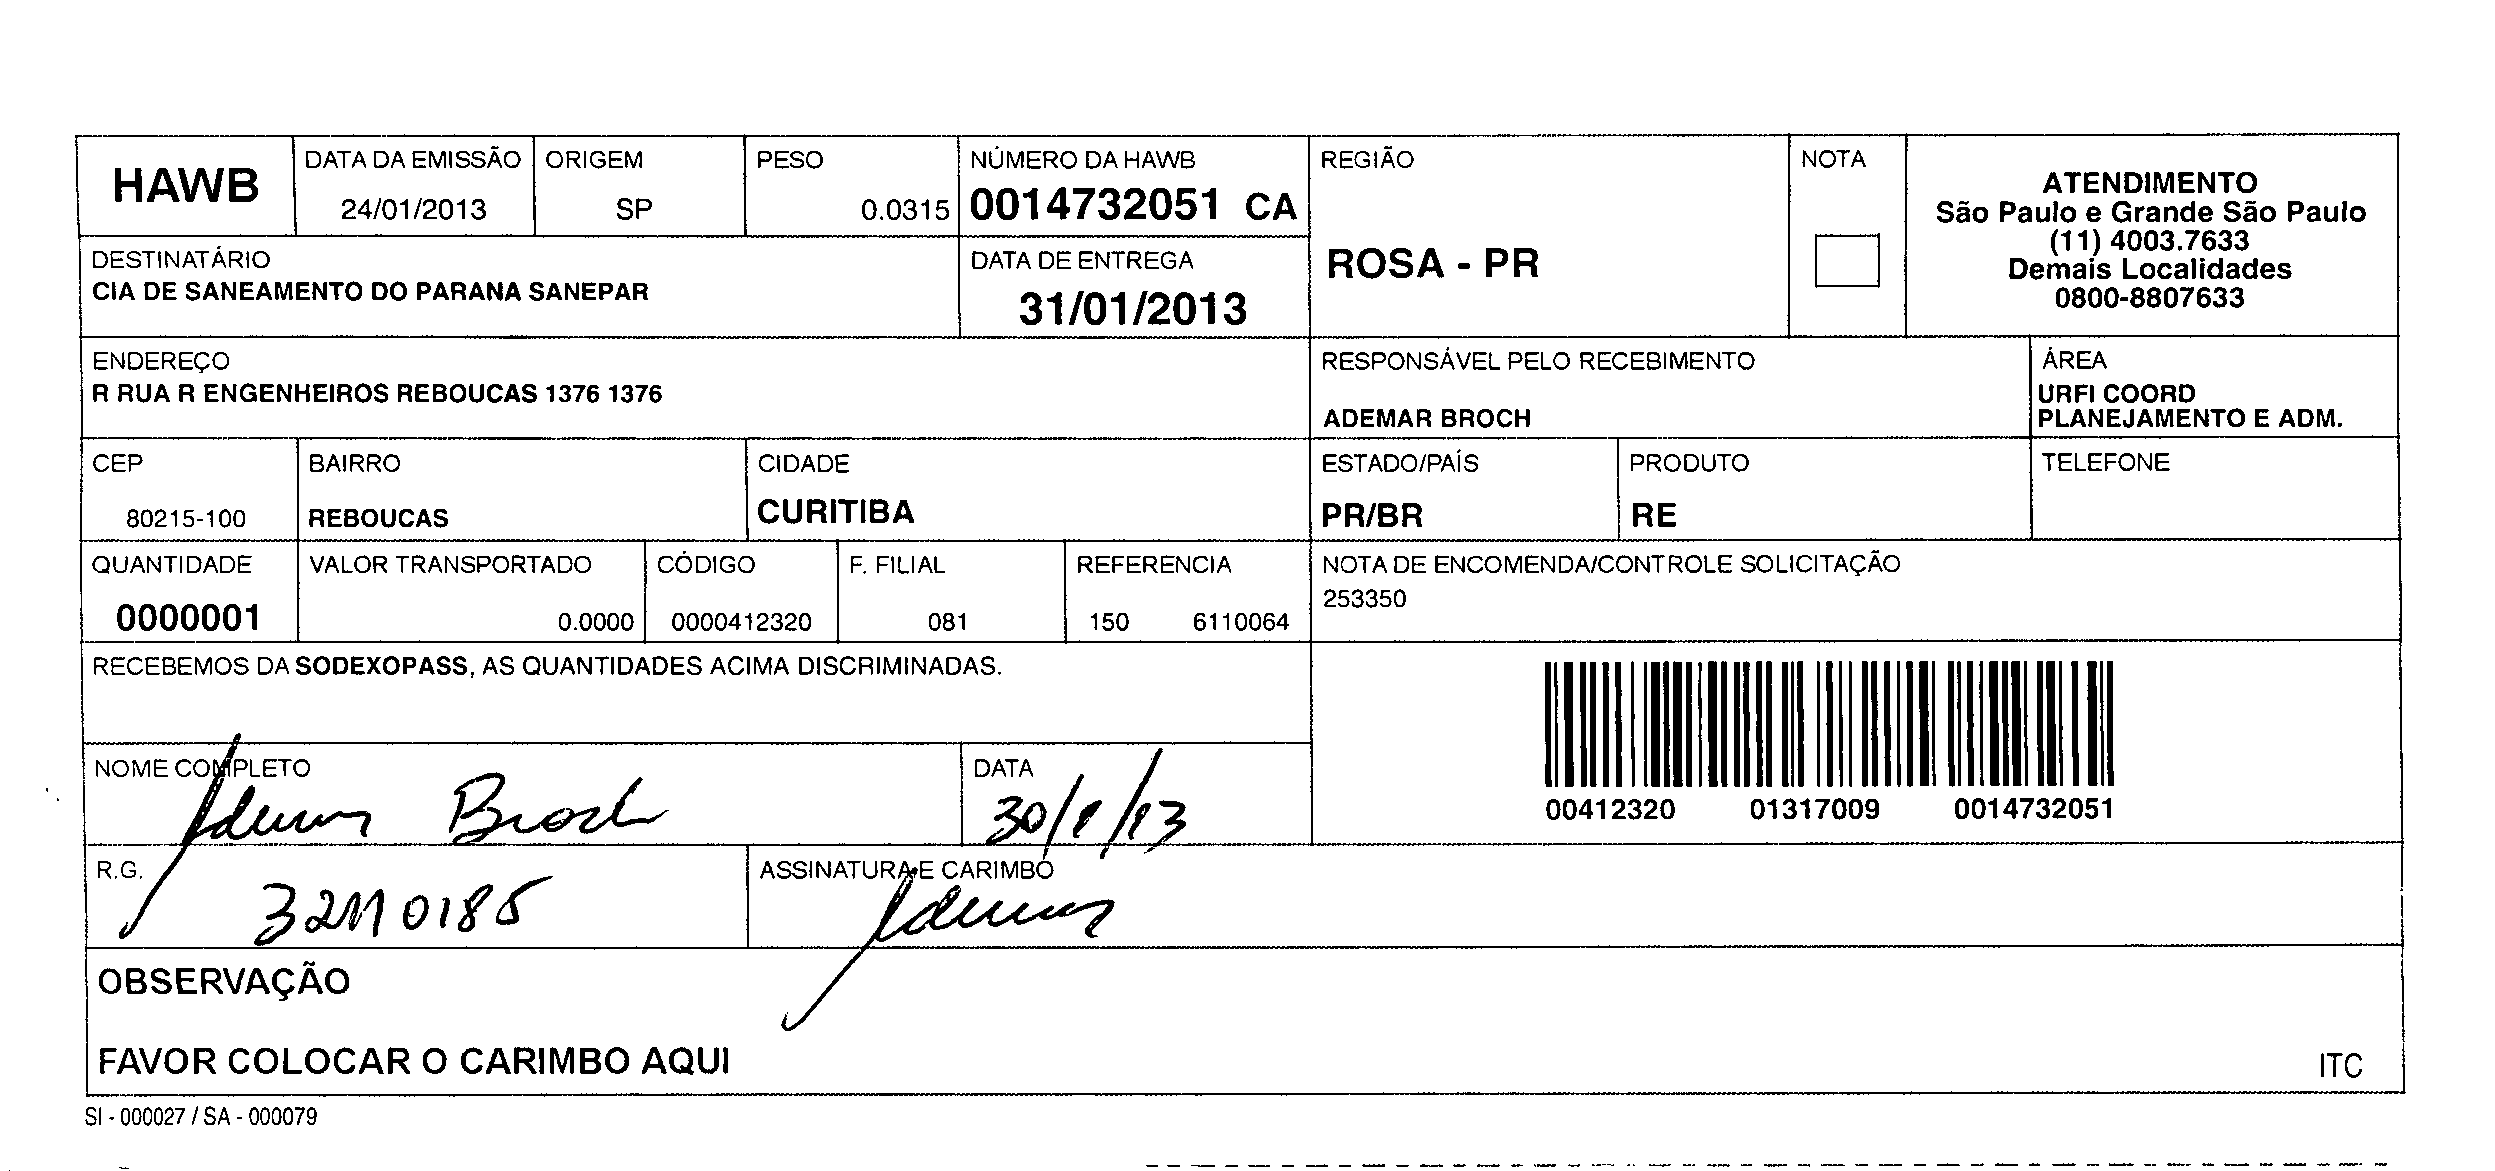 HAWB
DATA DA EMISSÃO
24/01/2013
ORIGEM
SP
PESO
0.0315
NÚMERO DA HAWB
0014732051 CA
REGIÃO
ROSA - PR
NOTA
ATENDIMENTO
São Paulo e Grande São Paulo
(11) 4003.7633
Demais Localidades
0800-8807633
DESTINATÁRIO
CIA DE SANEAMENTO DO PARANA SANEPAR
DATA DE ENTREGA
31/01/2013
ENDEREÇO
R RUA R ENGENHEIROS REBOUCAS 1376 1376
RESPONSÁVEL PELO RECEBIMENTO
ADEMAR BROCH
ÁREA
URFI COORD
PLANEJAMENTO E ADM.
CEP
80215-100
BAIRRO
REBOUCAS
CIDADE
CURITIBA
ESTADO/PAÍS
PR/BR
PRODUTO
RE
TELEFONE
QUANTIDADE
0000001
VALOR TRANSPORTADO
0.0000
CÓDIGO
0000412320
F. FILIAL
081
REFERENCIA
150 6110064
NOTA DE ENCOMENDA/CONTROLE SOLICITAÇÃO
253350
RECEBEMOS DA SODEXOPASS, AS QUANTIDADES ACIMA DISCRIMINADAS.
00412320 01317009 0014732051
NOME COMPLETO
Ademar Broch
DATA
30/1/13
R.G.
32110185
ASSINATURA E CARIMBO
Ademar
OBSERVAÇÃO
FAVOR COLOCAR O CARIMBO AQUI
ITC
SI - 000027 / SA - 000079